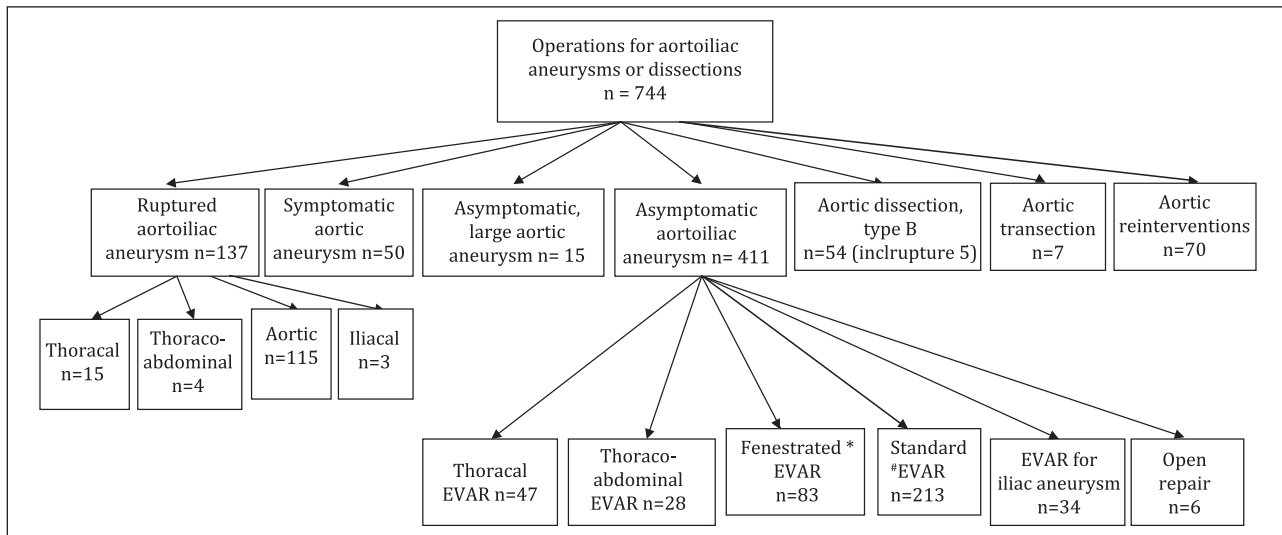 Operations for aortoiliac
aneurysms or dissections
n = 744
Ruptured
aortoiliac
aneurysm n=137
Symptomatic
aortic
aneurysm n=50
Asymptomatic,
large aortic
aneurysm n= 15
Asymptomatic
aortoiliac
aneurysm n= 411
Aortic dissection,
type B
n=54 (inclrupture 5)
Aortic
transection
n=7
Aortic
reinterventions
n=70
Thoracal
n=15
Thoraco-
abdominal
n=4
Aortic
n=115
Iliacal
n=3
Thoracal
EVAR n=47
Thoraco-
abdominal
EVAR n=28
Fenestrated *
EVAR
n=83
Standard
#EVAR
n=213
EVAR for
iliac aneurysm
n=34
Open
repair
n=6